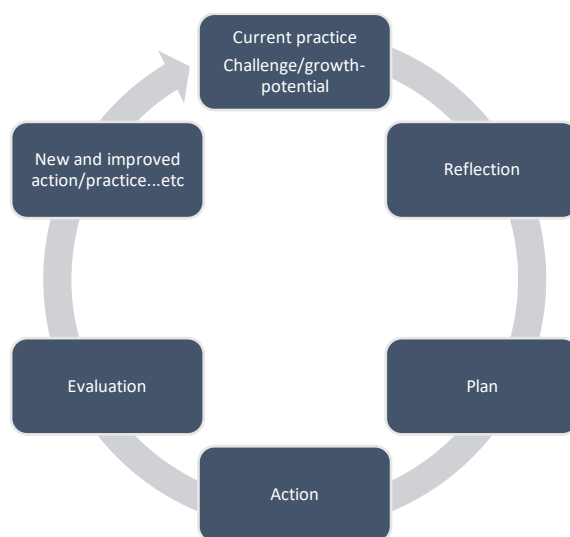 Current practice
Challenge/growth-
potential
Reflection
Plan
Action
Evaluation
New and improved
action/practice...etc